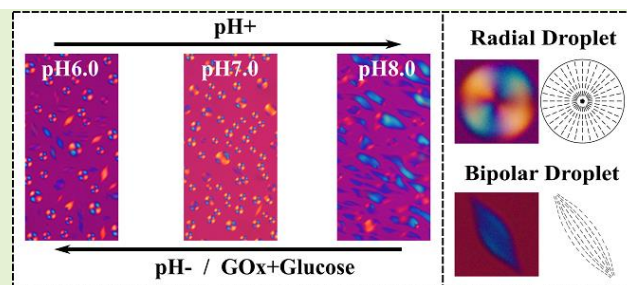 pH+
pH6.0
pH7.0
pH8.0
pH- / GOx+Glucose
Radial Droplet
Bipolar Droplet